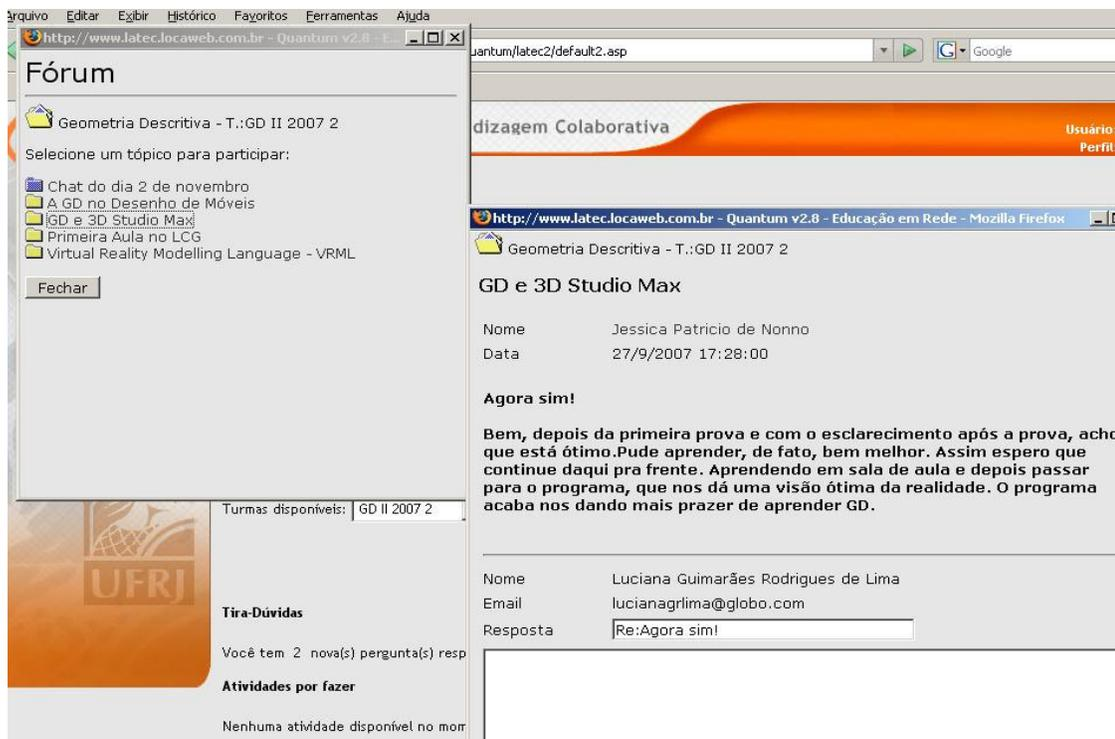 Arquivo Editar Exibir Histórico Favoritos Ferramentas Ajuda
http://www.latec.locaweb.com.br - Quantum v2.8 - E...
Fórum
Geometria Descritiva - T.:GD II 2007 2
Selecione um tópico para participar:
Chat do dia 2 de novembro
A GD no Desenho de Móveis
GD e 3D Studio Max
Primeira Aula no LCG
Virtual Reality Modelling Language - VRML
Fechar
uantum/latec2/default2.asp
G Google
dizagem Colaborativa
Usuário:
Perfil:
http://www.latec.locaweb.com.br - Quantum v2.8 - Educação em Rede - Mozilla Firefox
Geometria Descritiva - T.:GD II 2007 2
GD e 3D Studio Max
Nome Jessica Patricio de Nonno
Data 27/9/2007 17:28:00
Agora sim!
Bem, depois da primeira prova e com o esclarecimento após a prova, acho
que está ótimo.Pude aprender, de fato, bem melhor. Assim espero que
continue daqui pra frente. Aprendendo em sala de aula e depois passar
para o programa, que nos dá uma visão ótima da realidade. O programa
acaba nos dando mais prazer de aprender GD.
Nome Luciana Guimarães Rodrigues de Lima
Email lucianagrlima@globo.com
Resposta Re:Agora sim!
UFRJ
Turmas disponíveis: GD II 2007 2
Tira-Dúvidas
Você tem 2 nova(s) pergunta(s) resp
Atividades por fazer
Nenhuma atividade disponível no mom